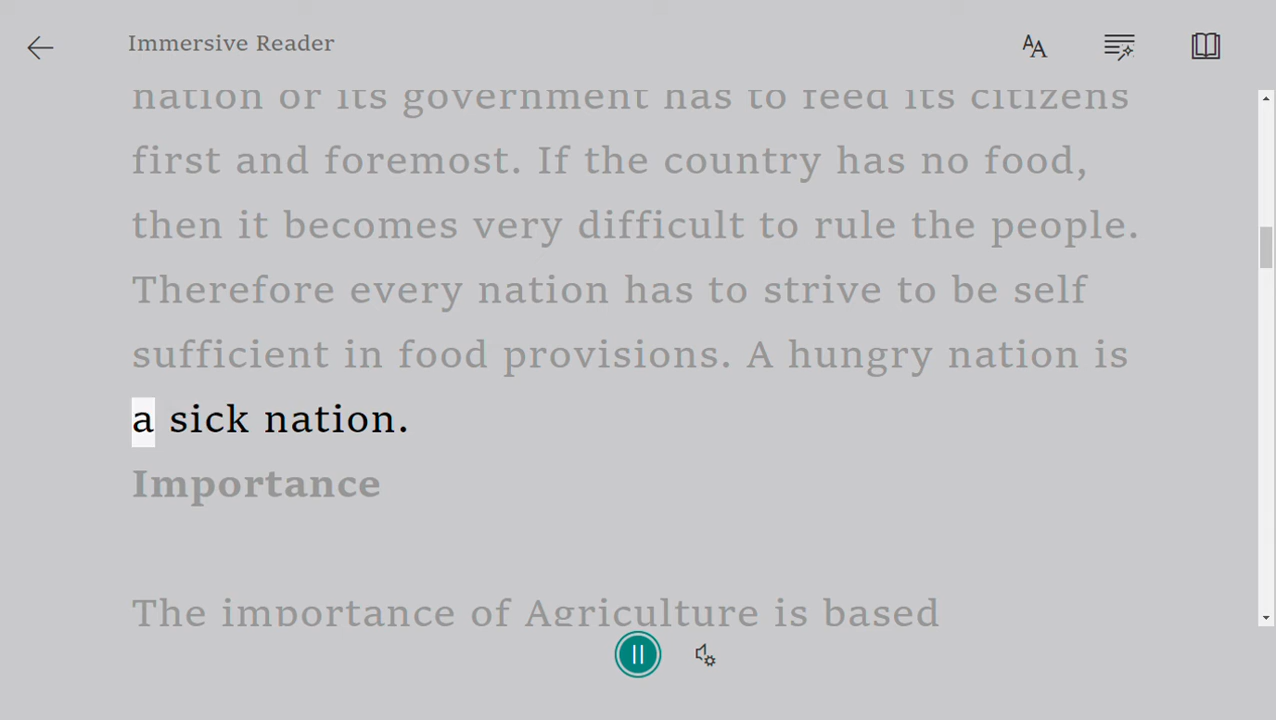 Immersive Reader
nation or its government has to feed its citizens
first and foremost. If the country has no food,
then it becomes very difficult to rule the people.
Therefore every nation has to strive to be self
sufficient in food provisions. A hungry nation is
a sick nation.
Importance
The importance of Agriculture is based